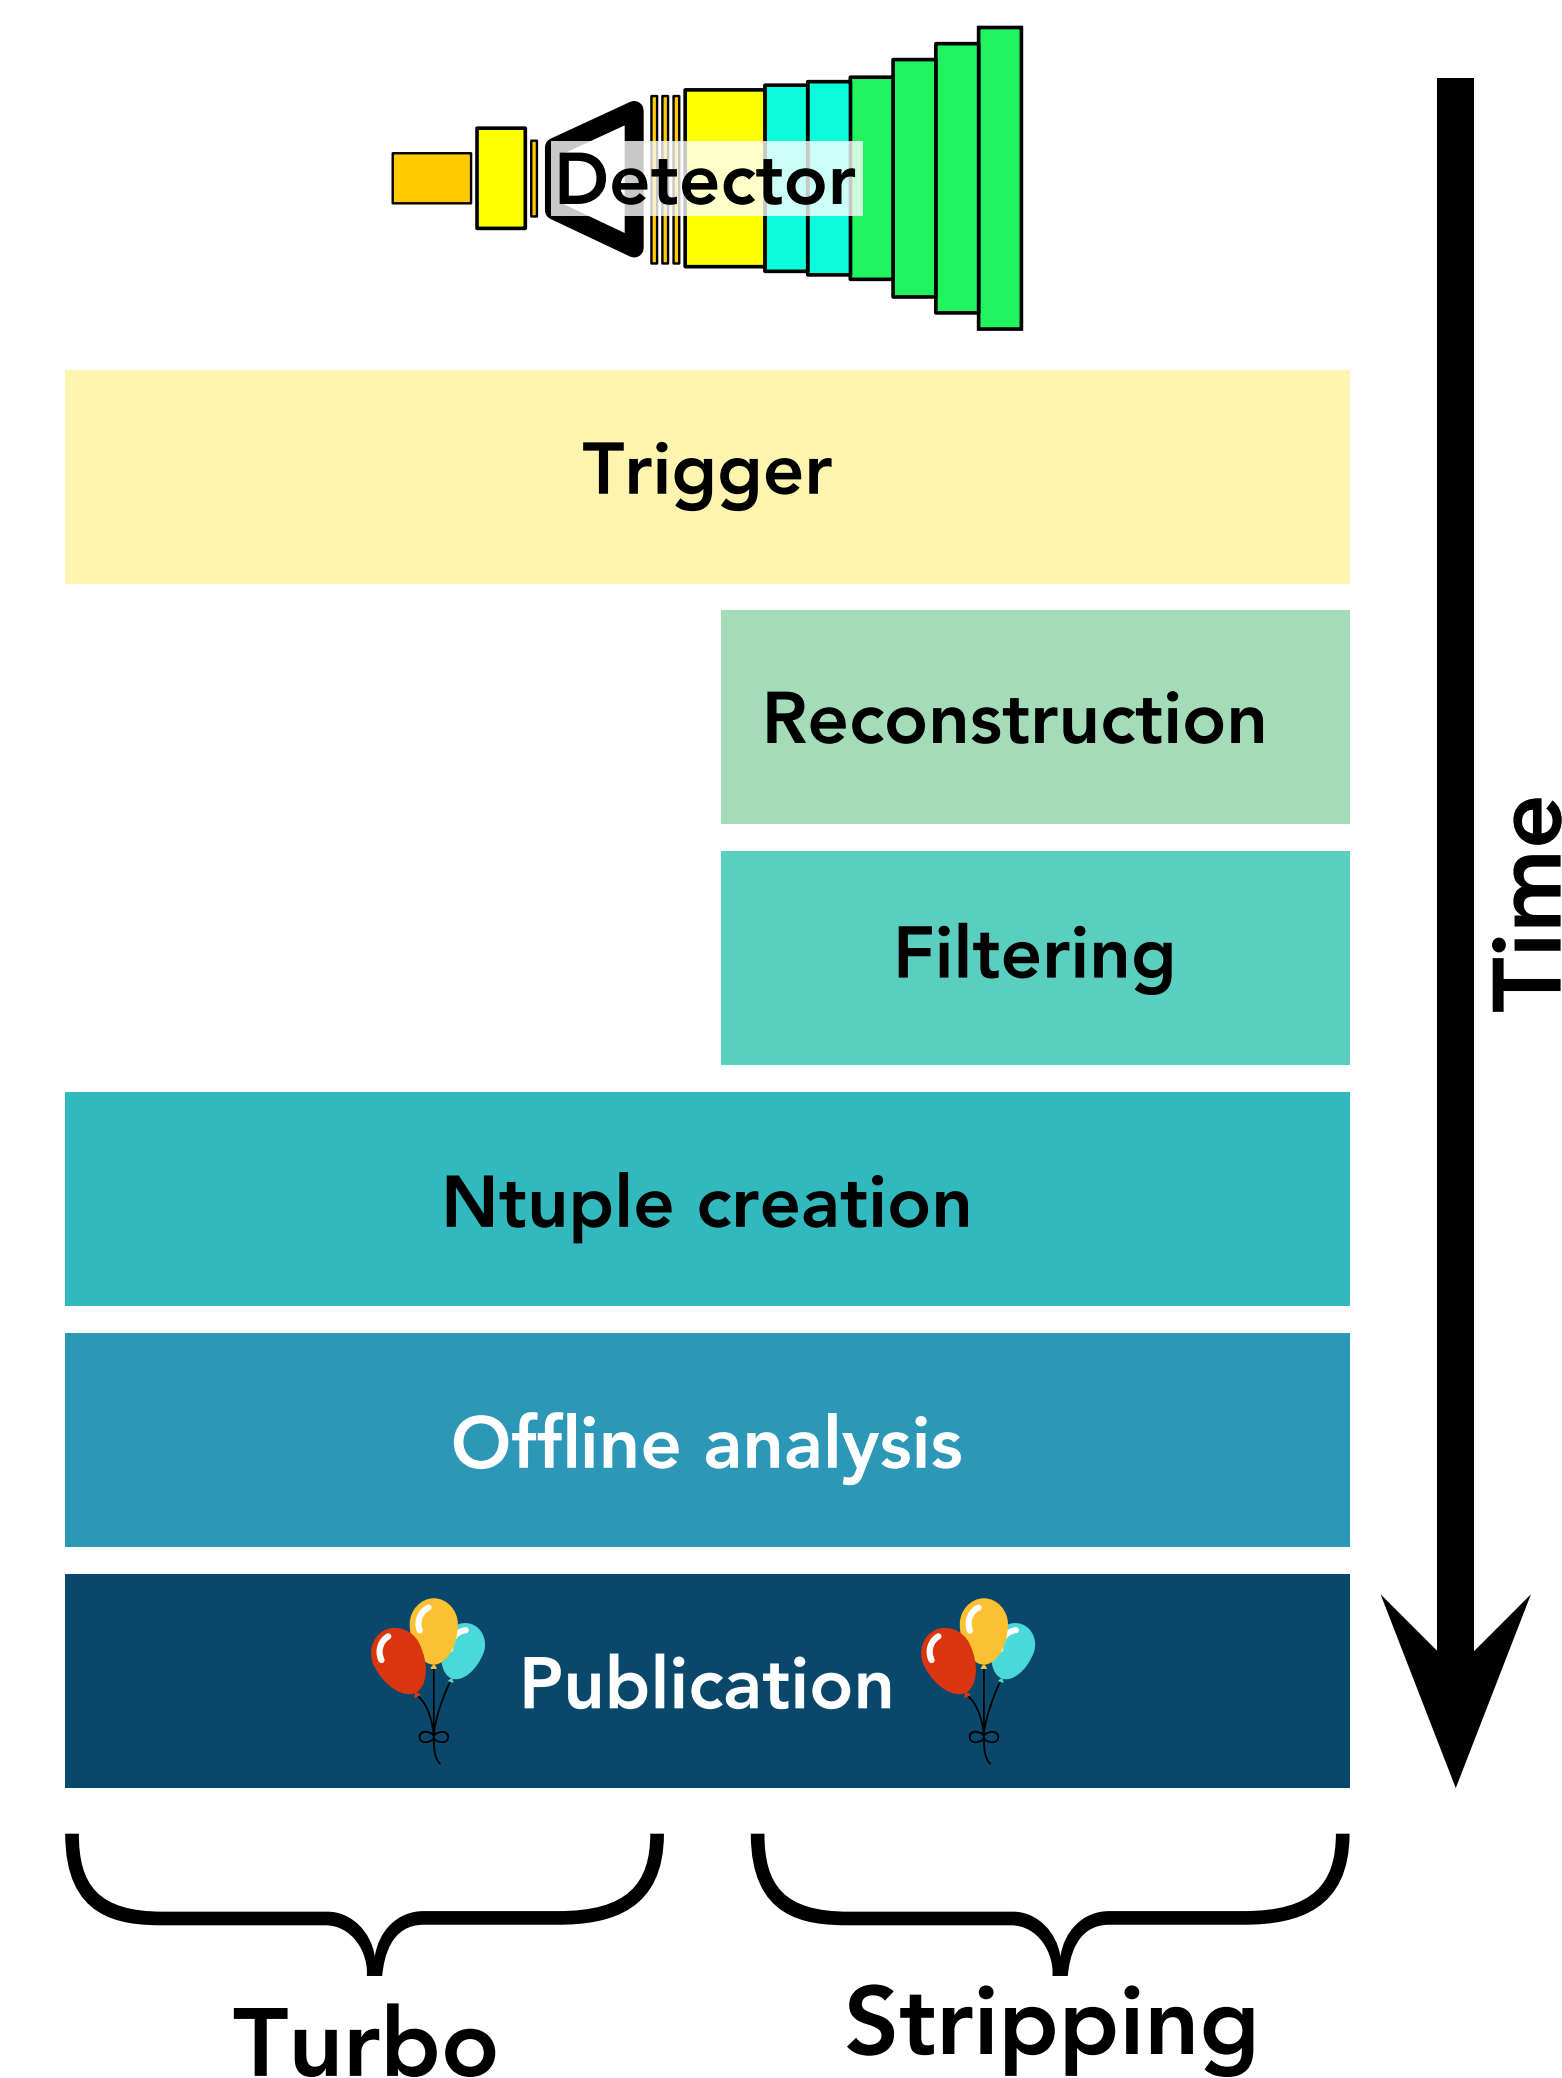 Detector
Trigger
Reconstruction
Filtering
Ntuple creation
Offline analysis
Publication
Time
Turbo
Stripping